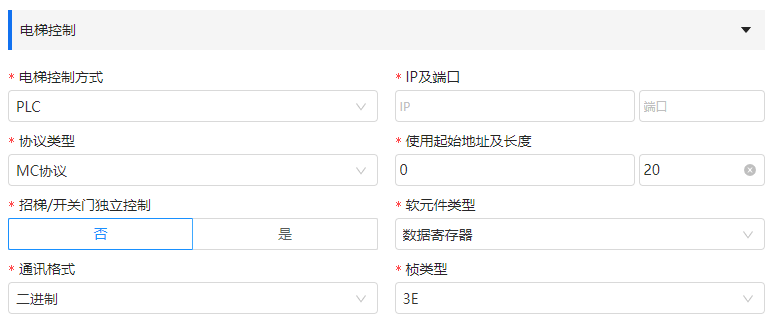 电梯控制
* 电梯控制方式
* IP及端口
PLC
IP
端口
* 协议类型
* 使用起始地址及长度
MC协议
0
20
* 招梯/开关门独立控制
* 软元件类型
否
是
数据寄存器
* 通讯格式
* 桢类型
二进制
3E